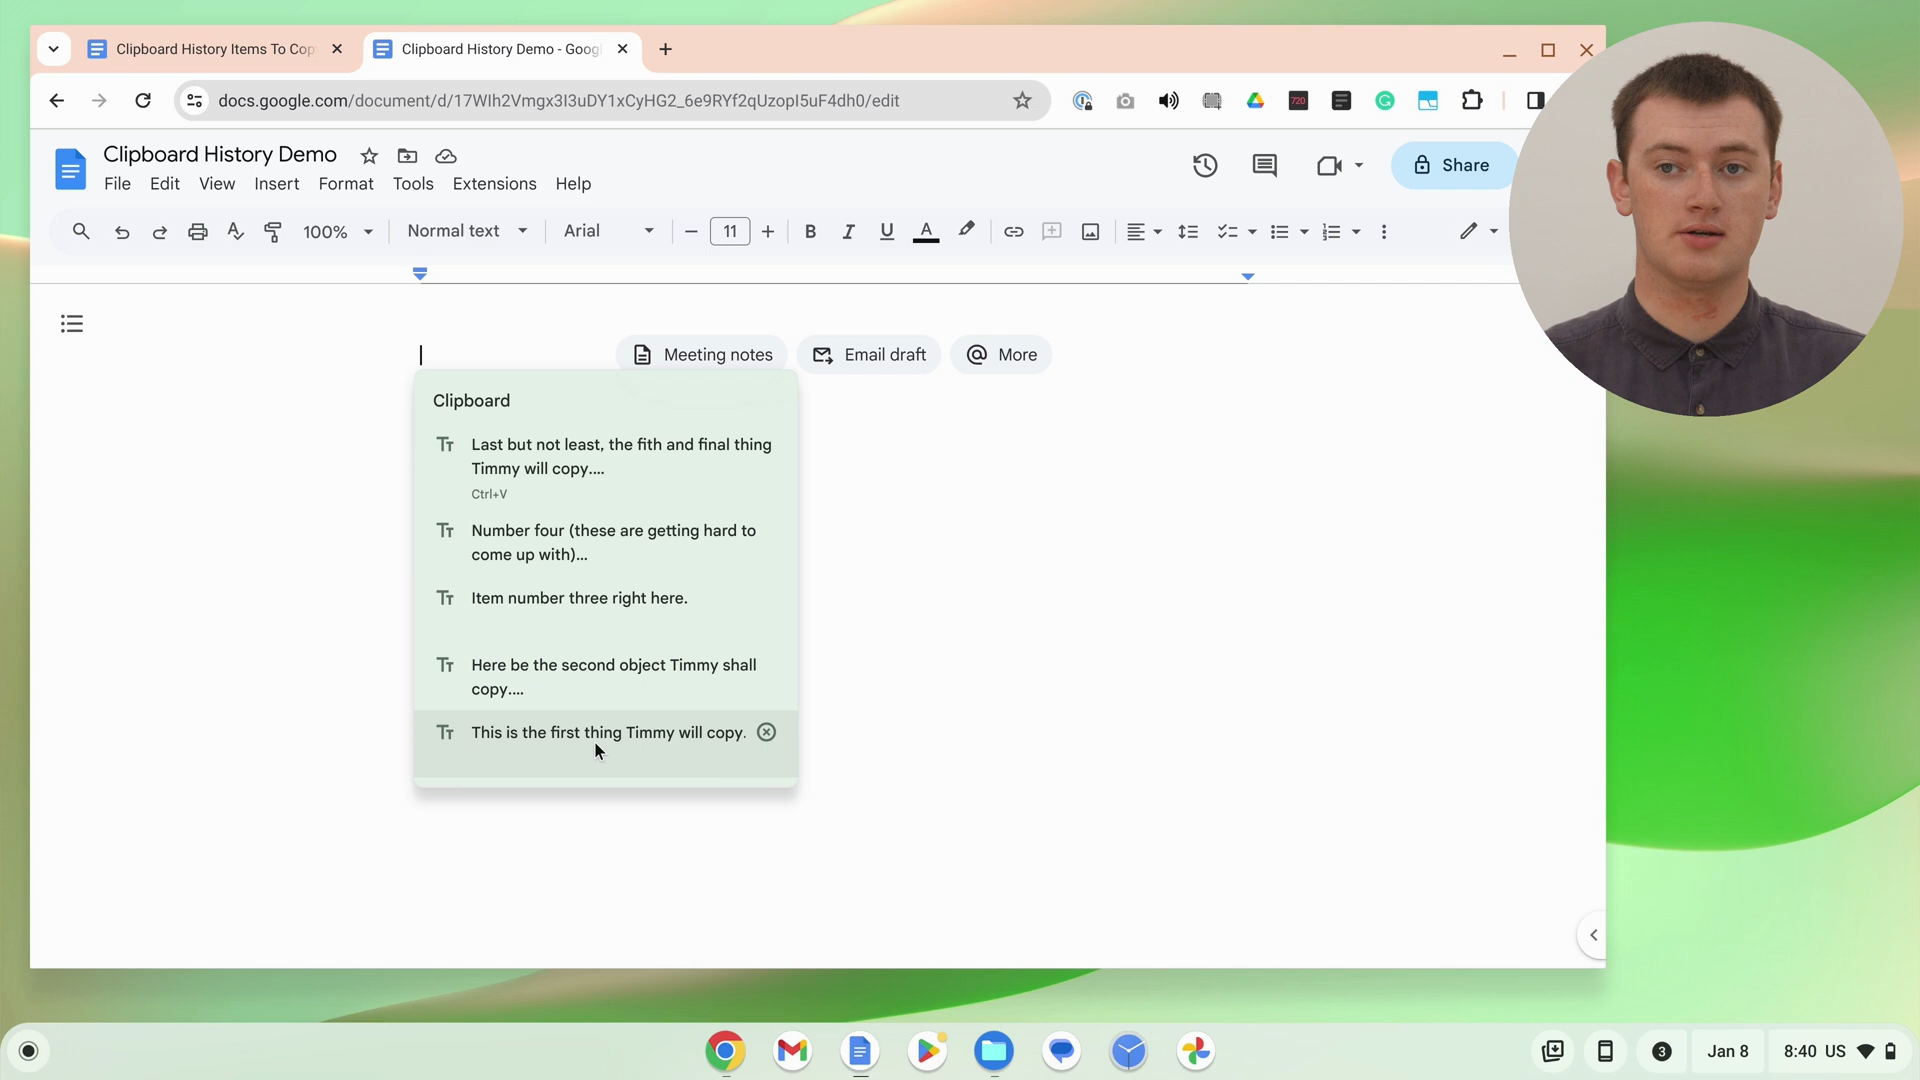 Clipboard History Items To Cop
Clipboard History Demo - Goog
docs.google.com/document/d/17WIh2Vmgx3I3uDY1xCyHG2_6e9RYf2qUzopI5uF4dh0/edit
720
Clipboard History Demo
File Edit View Insert Format Tools Extensions Help
Share
100% Normal text Arial 11 B I U A
Meeting notes Email draft More
Clipboard
Last but not least, the fith and final thing
Timmy will copy....
Ctrl+V
Number four (these are getting hard to
come up with)...
Item number three right here.
Here be the second object Timmy shall
copy....
This is the first thing Timmy will copy.
3 Jan 8 8:40 US